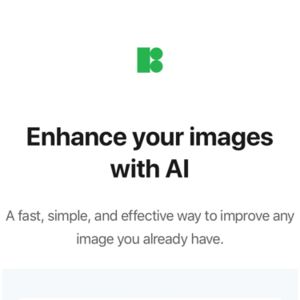 Enhance your images
with AI
A fast, simple, and effective way to improve any
image you already have.